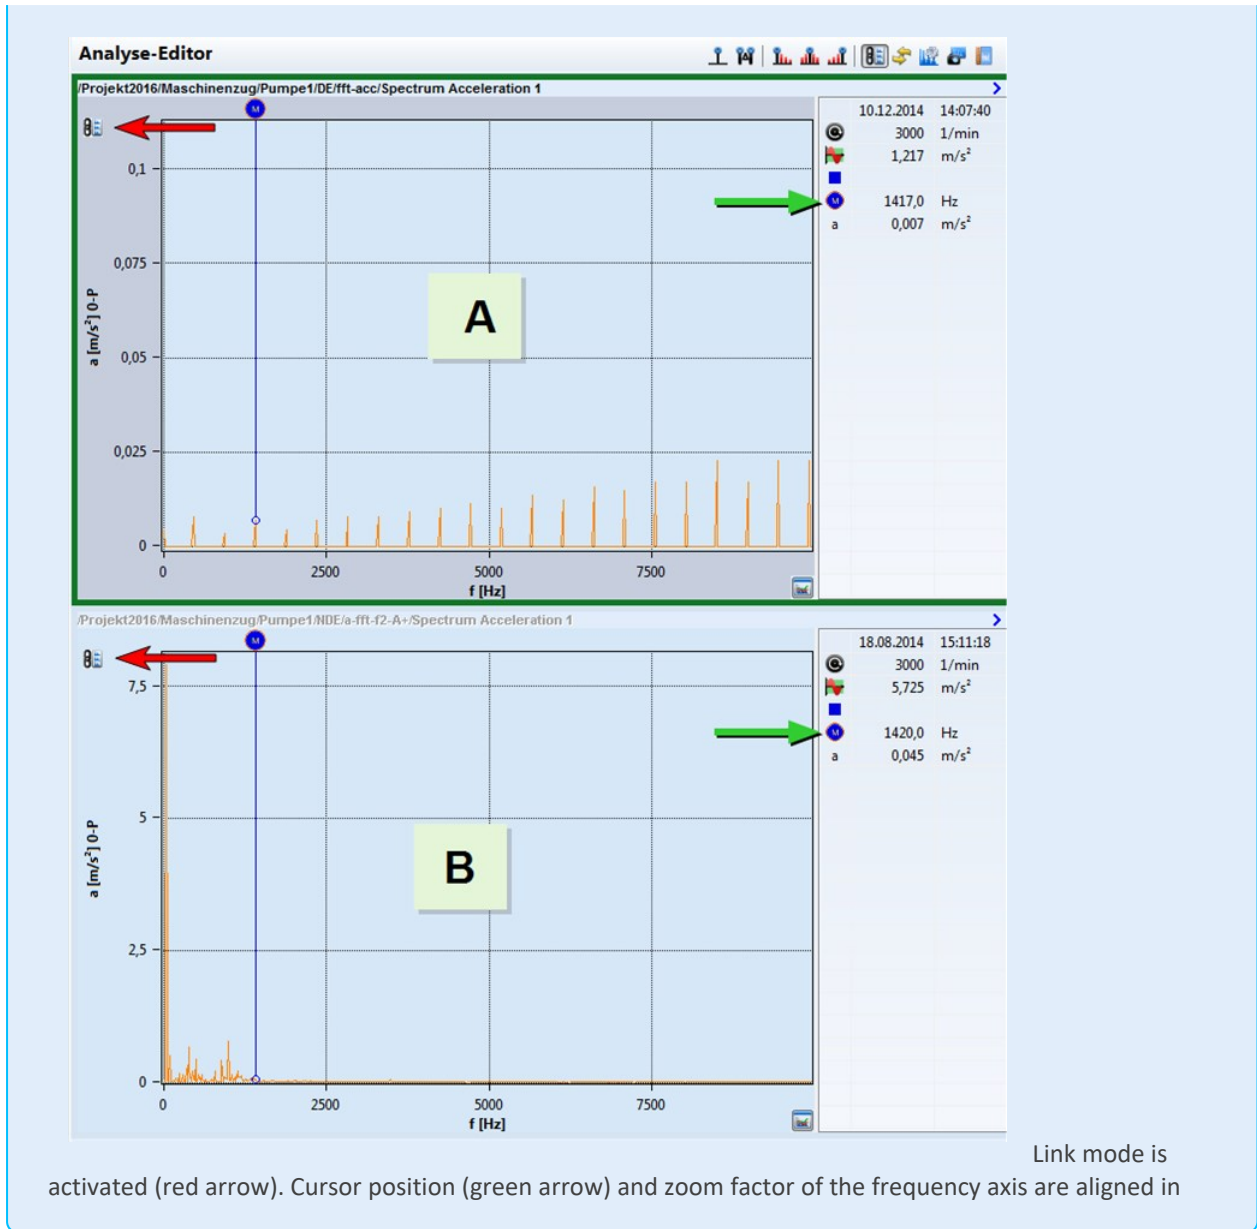 Analyse-Editor
/Projekt2016/Maschinenzug/Pumpe1/DE/fft-acc/Spectrum Acceleration 1
M
10.12.2014 14:07:40
3000 1/min
1,217 m/s²
M 1417,0 Hz
a 0,007 m/s²
0,1
0,075
0,05
0,025
0
a [m/s²] 0-P
A
0 2500 5000 7500
f [Hz]
/Projekt2016/Maschinenzug/Pumpe1/NDE/a-fft-f2-A+/Spectrum Acceleration 1
M
18.08.2014 15:11:18
3000 1/min
5,725 m/s²
M 1420,0 Hz
a 0,045 m/s²
7,5
5
2,5
0
a [m/s²] 0-P
B
0 2500 5000 7500
f [Hz]
Link mode is
activated (red arrow). Cursor position (green arrow) and zoom factor of the frequency axis are aligned in